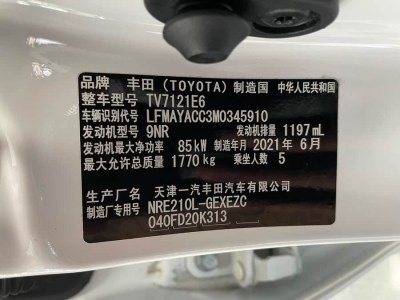 品牌 丰田 (TOYOTA) 制造国 中华人民共和国
整车型号 TV7121E6
车辆识别代号 LFMAYACC3M0345910
发动机型号 9NR 发动机排量 1197mL
发动机最大净功率 85kW 制造年月 2021年6月
最大允许总质量 1770kg 乘坐人数 5
生产厂名 天津一汽丰田汽车有限公司
制造厂专用号 NRE210L-GEXEZC
040FD20K313